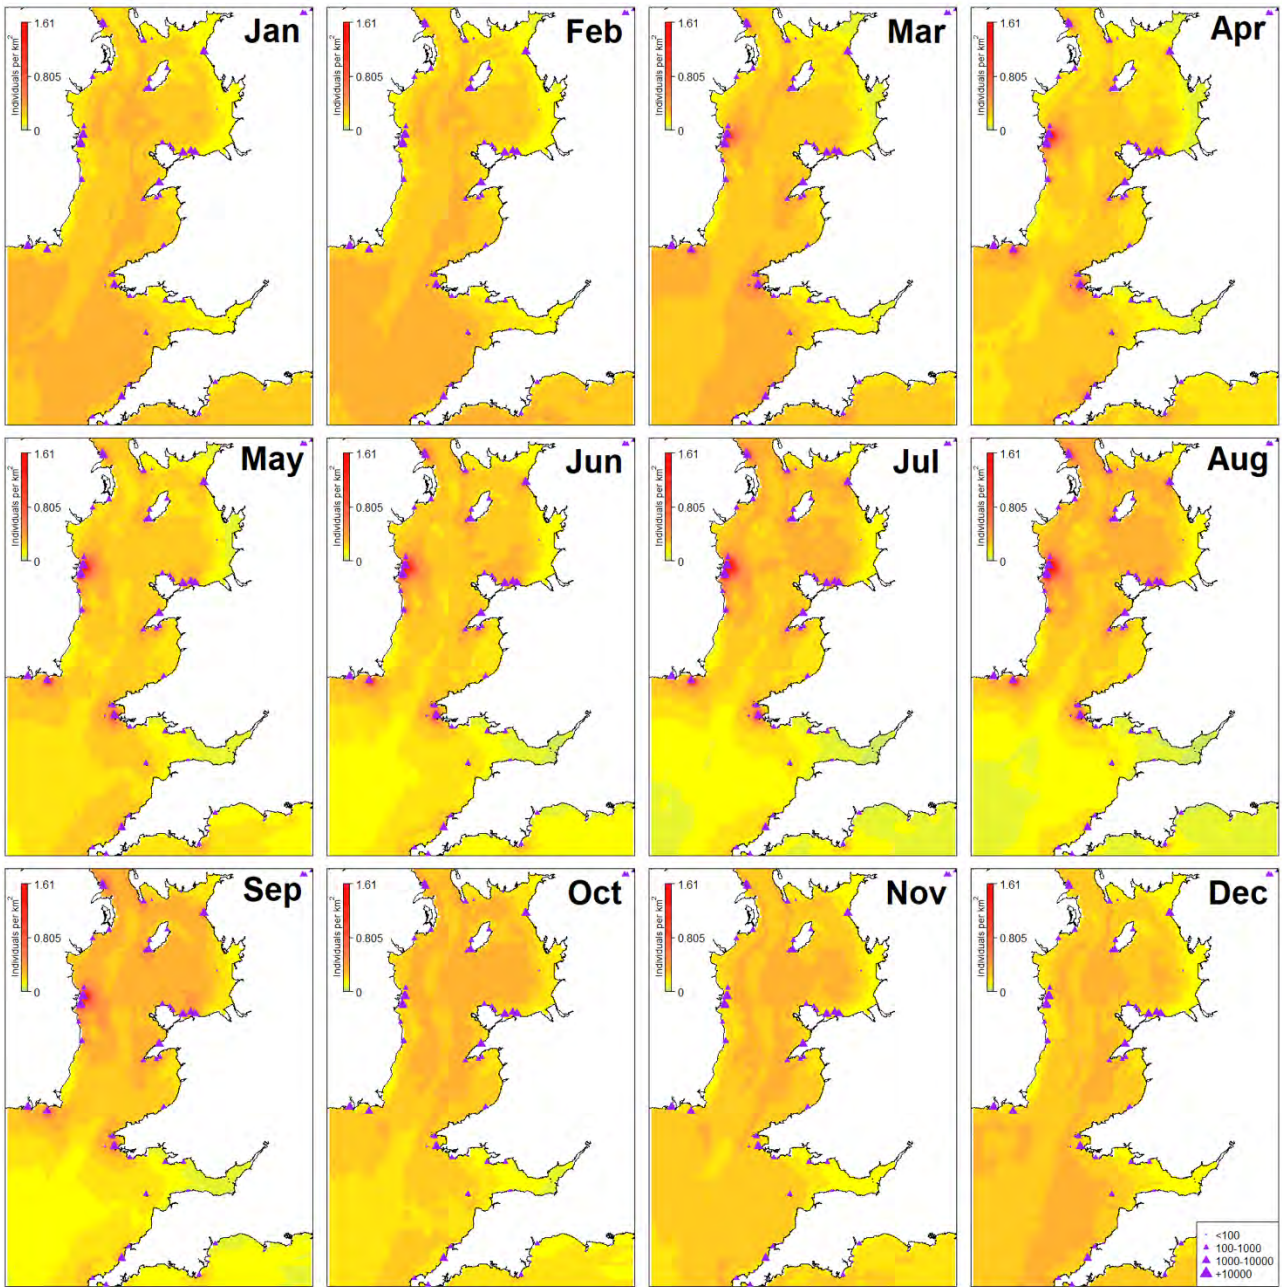 Jan
Individuals per km²
1.61
0.805
0
Feb
Individuals per km²
1.61
0.805
0
Mar
Individuals per km²
1.61
0.805
0
Apr
Individuals per km²
1.61
0.805
0
May
Individuals per km²
1.61
0.805
0
Jun
Individuals per km²
1.61
0.805
0
Jul
Individuals per km²
1.61
0.805
0
Aug
Individuals per km²
1.61
0.805
0
Sep
Individuals per km²
1.61
0.805
0
Oct
Individuals per km²
1.61
0.805
0
Nov
Individuals per km²
1.61
0.805
0
Dec
Individuals per km²
1.61
0.805
0
<100
100-1000
1000-10000
+10000